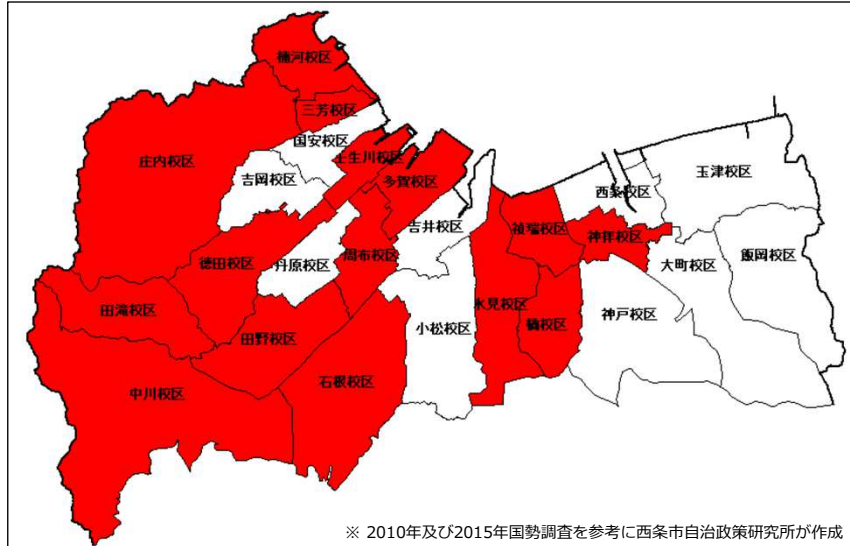 楠河校区
三芳校区
国安校区
庄内校区
壬生川校区
吉岡校区
多賀校区
玉津校区
西条校区
吉井校区
禎瑞校区
神拝校区
周布校区
徳田校区
丹原校区
大町校区
飯岡校区
田滝校区
氷見校区
橘校区
神戸校区
小松校区
田野校区
石根校区
中川校区
※ 2010年及び2015年国勢調査を参考に西条市自治政策研究所が作成